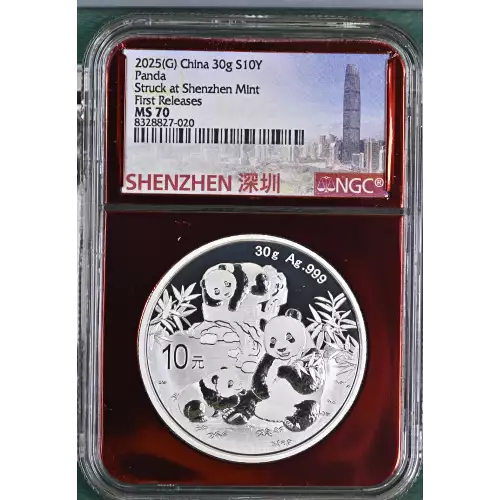 2025(G) China 30g S10Y
Panda
Struck at Shenzhen Mint
First Releases
MS 70
8328827-020
SHENZHEN 深圳
NGC®
30g Ag.999
10元